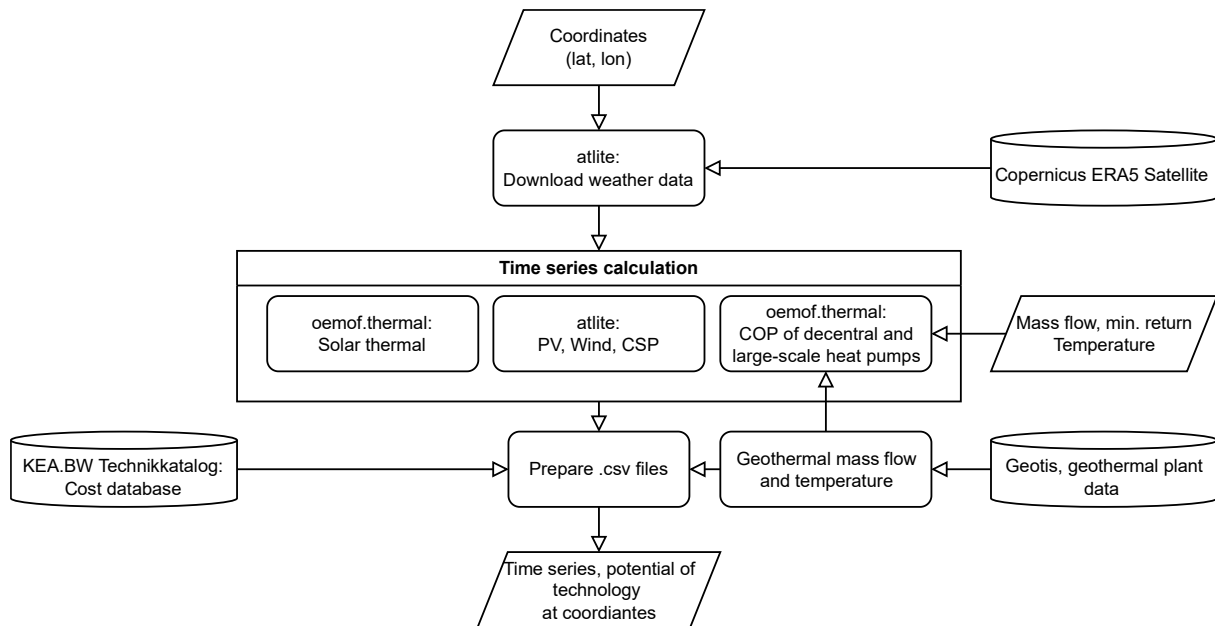 Coordinates
(lat, lon)
atlite:
Download weather data
Copernicus ERA5 Satellite
Time series calculation
oemof.thermal:
Solar thermal
atlite:
PV, Wind, CSP
oemof.thermal:
COP of decentral and
large-scale heat pumps
Mass flow, min. return
Temperature
KEA.BW Technikkatalog:
Cost database
Prepare .csv files
Geothermal mass flow
and temperature
Geotis, geothermal plant
data
Time series, potential of
technology
at coordiantes